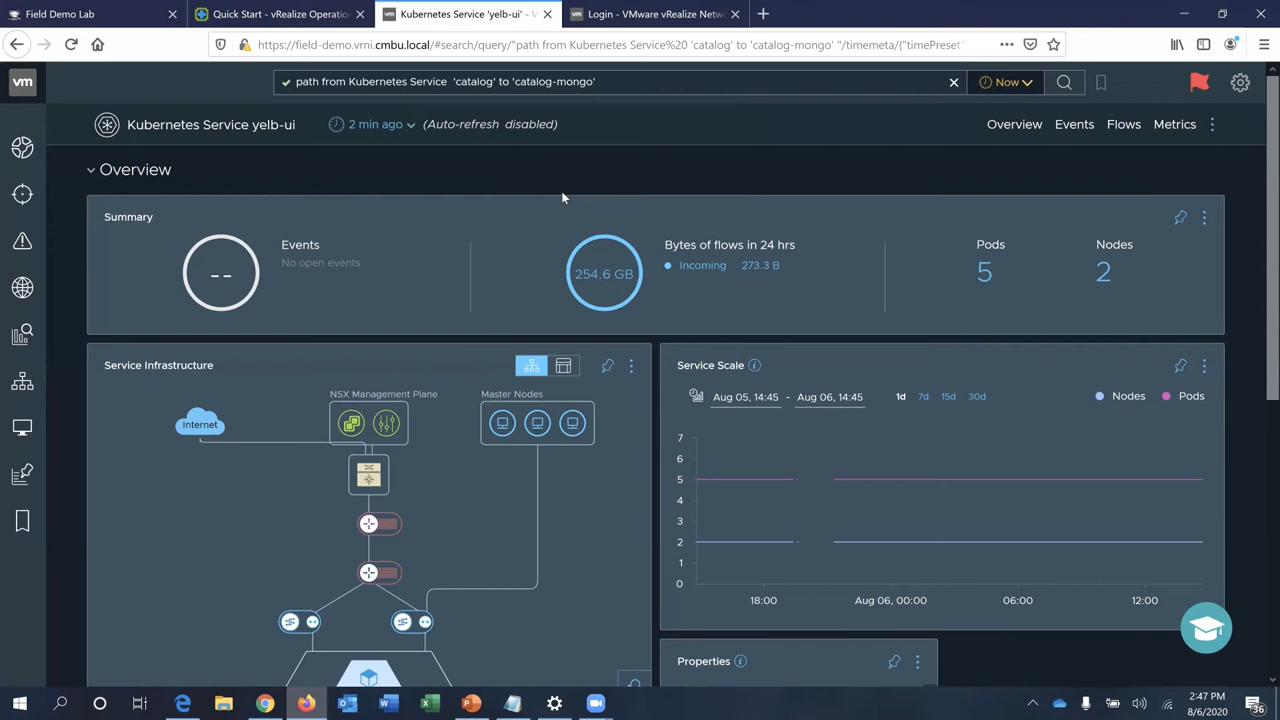 Field Demo Lab
Quick Start - vRealize Operatio
Kubernetes Service 'yelb-ui' - V
Login - VMware vRealize Netw
https://field-demo.vmi.cmbu.local/#search/query/"path from Kubernetes Service%20 'catalog' to 'catalog-mongo' "/timemeta/{"timePreset"
vm
path from Kubernetes Service 'catalog' to 'catalog-mongo'
Now
Kubernetes Service yelb-ui
2 min ago
(Auto-refresh disabled)
Overview
Events
Flows
Metrics
Overview
Summary
Events
No open events
--
254.6 GB
Bytes of flows in 24 hrs
Incoming 273.3 B
Pods
5
Nodes
2
Service Infrastructure
NSX Management Plane
Master Nodes
Internet
Service Scale
Aug 05, 14:45 - Aug 06, 14:45
1d 7d 15d 30d
Nodes Pods
7
6
5
4
3
2
1
0
18:00 Aug 06, 00:00 06:00 12:00
Properties
2:47 PM
8/6/2020
36